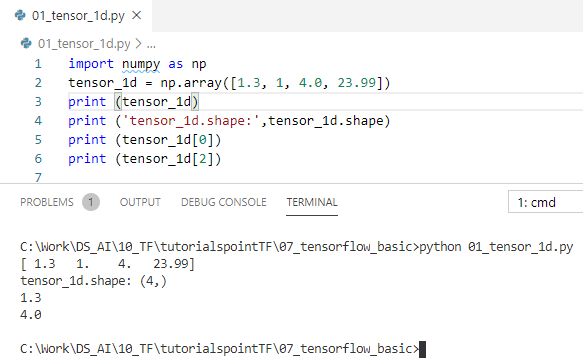 01_tensor_1d.py ×
01_tensor_1d.py > ...
1 import numpy as np
2 tensor_1d = np.array([1.3, 1, 4.0, 23.99])
3 print (tensor_1d)
4 print ('tensor_1d.shape:',tensor_1d.shape)
5 print (tensor_1d[0])
6 print (tensor_1d[2])
7
PROBLEMS 1 OUTPUT DEBUG CONSOLE TERMINAL 1: cmd
C:\Work\DS_AI\10_TF\tutorialspointTF\07_tensorflow_basic>python 01_tensor_1d.py
[ 1.3   1.    4.   23.99]
tensor_1d.shape: (4,)
1.3
4.0
C:\Work\DS_AI\10_TF\tutorialspointTF\07_tensorflow_basic>